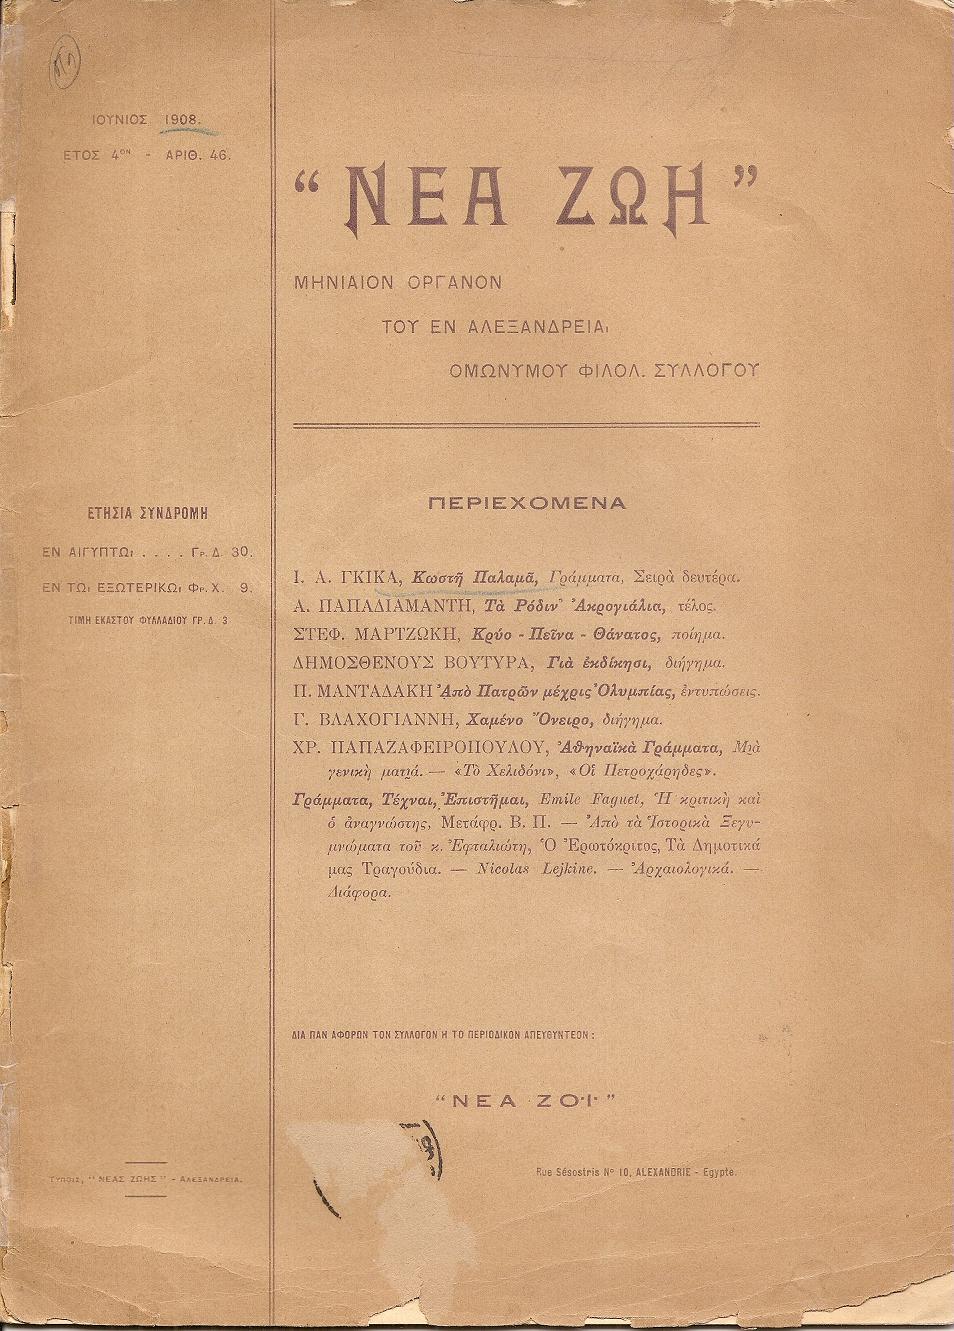 ΙΟΥΝΙΟΣ 1908.
ΕΤΟΣ 4ΟΝ - ΑΡΙΘ. 46.
“ΝΕΑ ΖΩΗ”
ΜΗΝΙΑΙΟΝ ΟΡΓΑΝΟΝ
ΤΟΥ ΕΝ ΑΛΕΞΑΝΔΡΕΙΑι
ΟΜΩΝΥΜΟΥ ΦΙΛΟΛ. ΣΥΛΛΟΓΟΥ
ΕΤΗΣΙΑ ΣΥΝΔΡΟΜΗ
ΕΝ ΑΙΓΥΠΤΩι . . . . Γρ. Δ. 30.
ΕΝ ΤΩι ΕΞΩΤΕΡΙΚΩι Φρ. Χ. 9.
ΤΙΜΗ ΕΚΑΣΤΟΥ ΦΥΛΛΑΔΙΟΥ ΓΡ. Δ. 3
ΠΕΡΙΕΧΟΜΕΝΑ
Ι. Α. ΓΚΙΚΑ, Κωστῆ Παλαμᾶ, Γράμματα, Σειρὰ δευτέρα.
Α. ΠΑΠΑΔΙΑΜΑΝΤΗ, Τὰ Ρόδιν’ Ἀκρογιάλια, τέλος.
ΣΤΕΦ. ΜΑΡΤΖΩΚΗ, Κρύο - Πεῖνα - Θάνατος, ποίημα.
ΔΗΜΟΣΘΕΝΟΥΣ ΒΟΥΤΥΡΑ, Γιὰ ἐκδίκησι, διήγημα.
Π. ΜΑΝΤΑΔΑΚΗ Ἀπὸ Πατρῶν μέχρις Ὀλυμπίας, ἐντυπώσεις.
Γ. ΒΛΑΧΟΓΙΑΝΝΗ, Χαμένο Ὄνειρο, διήγημα.
ΧΡ. ΠΑΠΑΖΑΦΕΙΡΟΠΟΥΛΟΥ, Ἀθηναϊκὰ Γράμματα, Μιὰ
γενικὴ ματιά. — «Τὸ Χελιδόνι», «Οἱ Πετροχάρηδες».
Γράμματα, Τέχναι, Ἐπιστῆμαι, Emile Faguet, Ἡ κριτικὴ καὶ
ὁ ἀναγνώστης, Μετάφρ. Β. Π. — Ἀπὸ τὰ Ἱστορικὰ Ξεγυ-
μνώματα τοῦ κ. Ἐφταλιώτη, Ὁ Ἐρωτόκριτος, Τὰ Δημοτικά
μας Τραγούδια. — Nicolas Lejkine. — Ἀρχαιολογικά. —
Διάφορα.
ΔΙΑ ΠΑΝ ΑΦΟΡΩΝ ΤΟΝ ΣΥΛΛΟΓΟΝ Η ΤΟ ΠΕΡΙΟΔΙΚΟΝ ΑΠΕΥΘΥΝΤΕΟΝ :
“ΝΕΑ ΖΟΪ”
Rue Sésostris No 10, ALEXANDRIE - Egypte.
Τύποις, “ΝΕΑΣ ΖΩΗΣ” - Αλεξανδρεια.